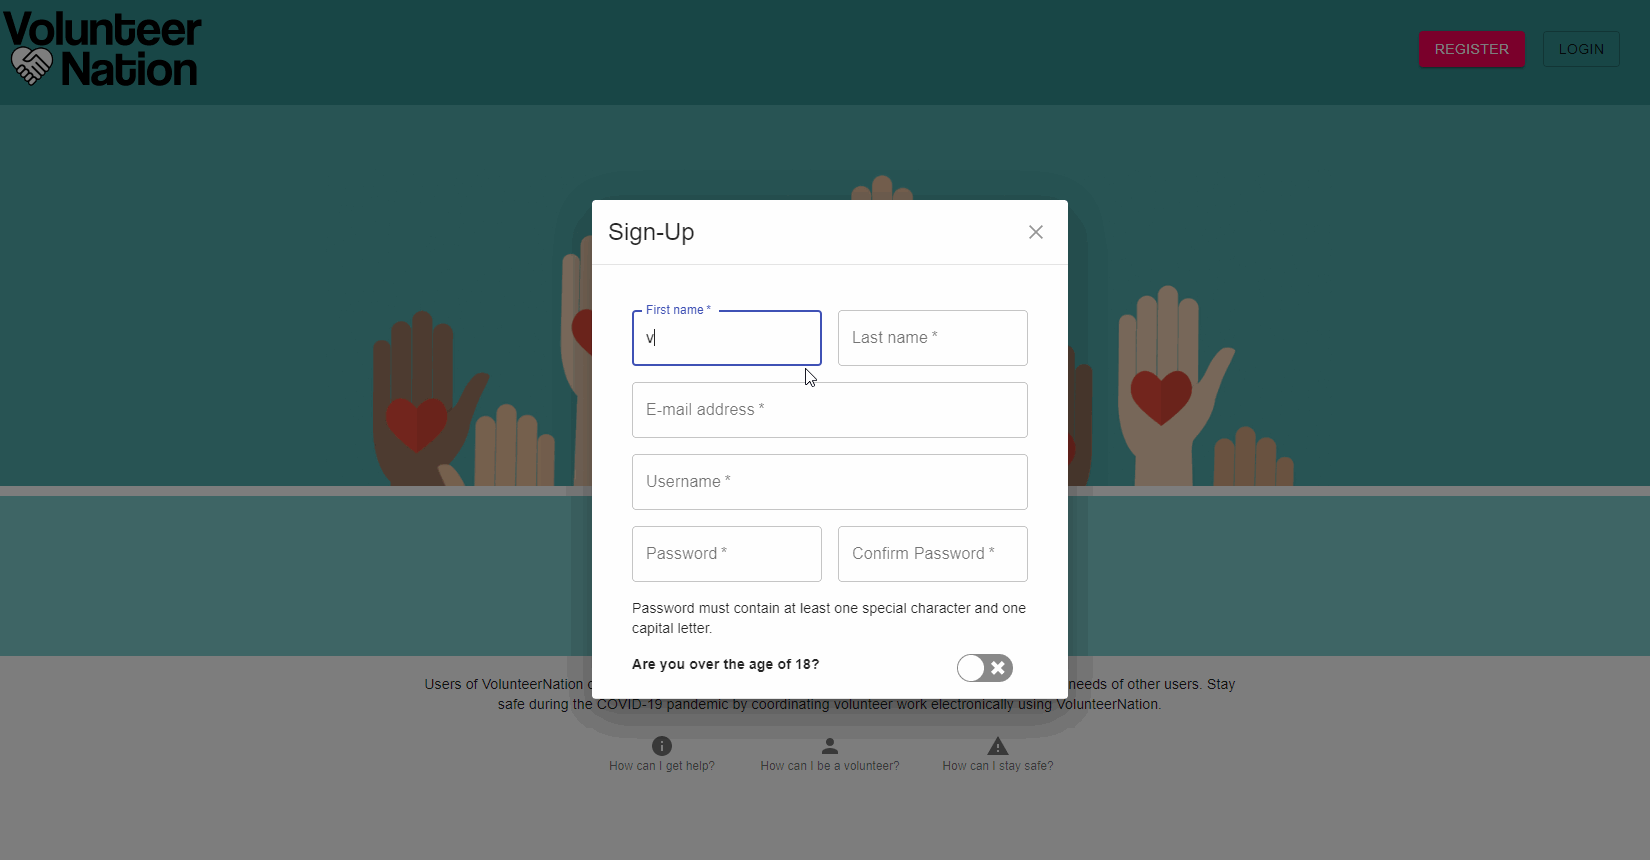 Volunteer
Nation
REGISTER
LOGIN
Sign-Up
First name *
v
Last name *
E-mail address *
Username *
Password *
Confirm Password *
Password must contain at least one special character and one
capital letter.
Are you over the age of 18?
Users of VolunteerNation needs of other users. Stay
safe during the COVID-19 pandemic by coordinating volunteer work electronically using VolunteerNation.
How can I get help?
How can I be a volunteer?
How can I stay safe?